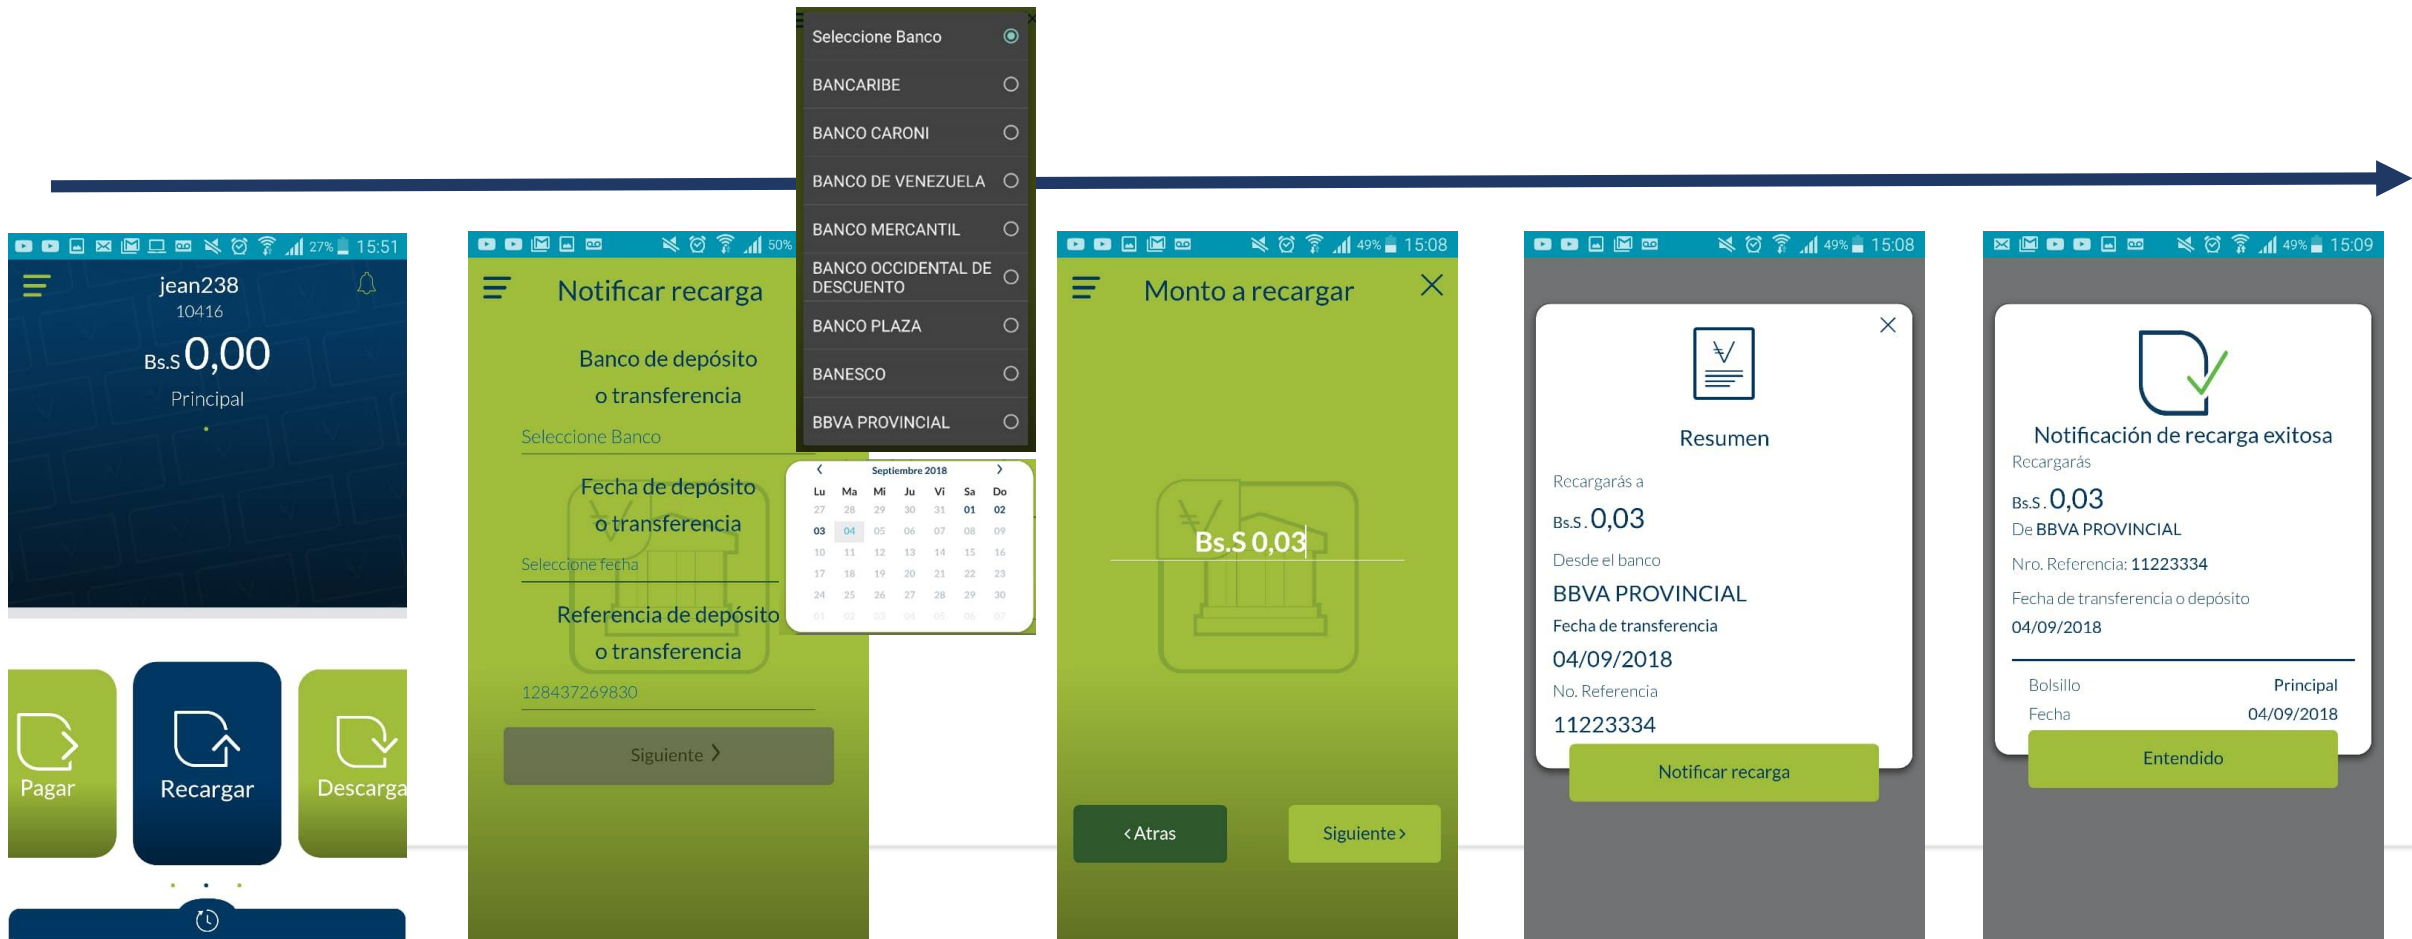 27% 15:51
jean238
10416
Bs.S 0,00
Principal
Pagar
Recargar
Descarga
50%
Notificar recarga
Banco de depósito
o transferencia
Seleccione Banco
Fecha de depósito
o transferencia
Seleccione fecha
Referencia de depósito
o transferencia
128437269830
Siguiente >
Seleccione Banco
BANCARIBE
BANCO CARONI
BANCO DE VENEZUELA
BANCO MERCANTIL
BANCO OCCIDENTAL DE
DESCUENTO
BANCO PLAZA
BANESCO
BBVA PROVINCIAL
< Septiembre 2018 >
Lu Ma Mi Ju Vi Sa Do
27 28 29 30 31 01 02
03 04 05 06 07 08 09
10 11 12 13 14 15 16
17 18 19 20 21 22 23
24 25 26 27 28 29 30
01 02 03 04 05 06 07
49% 15:08
Monto a recargar
Bs.S 0,03
< Atras
Siguiente >
49% 15:08
Resumen
Recargarás a
Bs.S. 0,03
Desde el banco
BBVA PROVINCIAL
Fecha de transferencia
04/09/2018
No. Referencia
11223334
Notificar recarga
49% 15:09
Notificación de recarga exitosa
Recargarás
Bs.S. 0,03
De BBVA PROVINCIAL
Nro. Referencia: 11223334
Fecha de transferencia o depósito
04/09/2018
Bolsillo Principal
Fecha 04/09/2018
Entendido